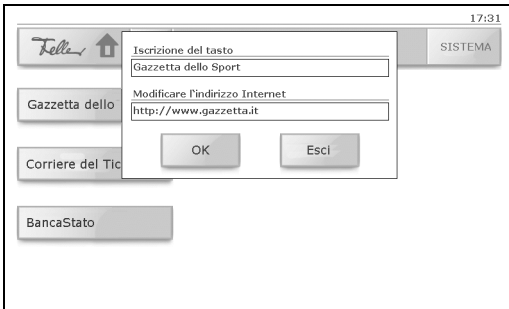 17:31
Feller
SISTEMA
Iscrizione del tasto
Gazzetta dello Sport
Modificare l'indirizzo Internet
http://www.gazzetta.it
OK
Esci
Gazzetta dello
Corriere del Tic
BancaStato